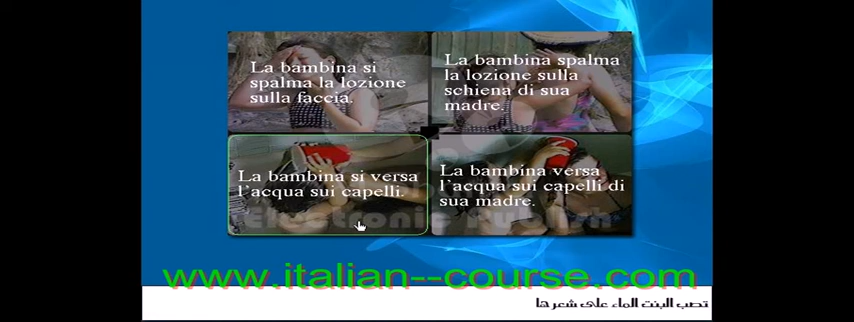 La bambina si
spalma la lozione
sulla faccia.
La bambina spalma
la lozione sulla
schiena di sua
madre.
La bambina si versa
l'acqua sui capelli.
La bambina versa
l'acqua sui capelli di
sua madre.
Electronic Publish
www.italian--course.com
تصب البنت الماء على شعرها